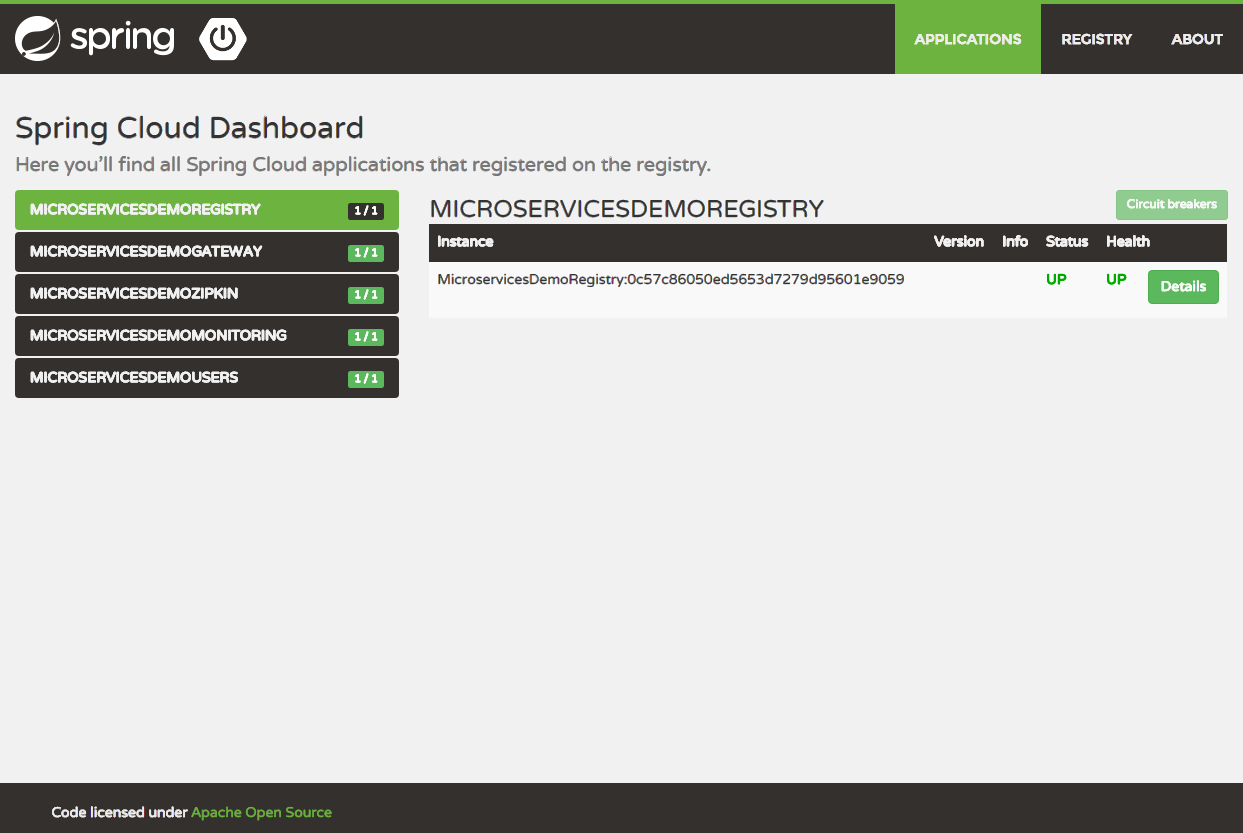 spring
APPLICATIONS
REGISTRY
ABOUT
Spring Cloud Dashboard
Here you'll find all Spring Cloud applications that registered on the registry.
MICROSERVICESDEMOREGISTRY 1 / 1
MICROSERVICESDEMOGATEWAY 1 / 1
MICROSERVICESDEMOZIPKIN 1 / 1
MICROSERVICESDEMOMONITORING 1 / 1
MICROSERVICESDEMOUSERS 1 / 1
MICROSERVICESDEMOREGISTRY
Circuit breakers
Instance Version Info Status Health
MicroservicesDemoRegistry:0c57c86050ed5653d7279d95601e9059 UP UP Details
Code licensed under Apache Open Source